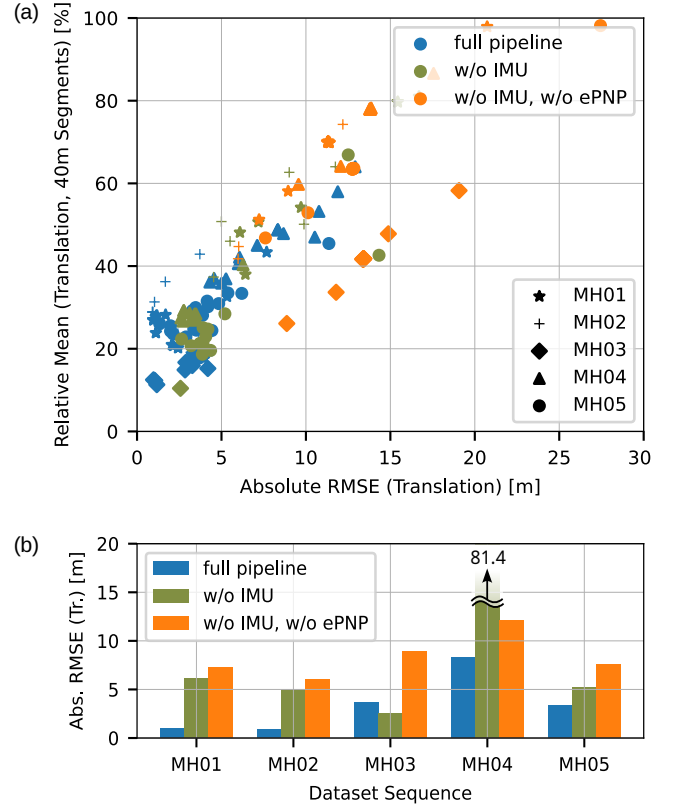 (a)
Relative Mean (Translation, 40m Segments) [%]
100
80
60
40
20
0
full pipeline
w/o IMU
w/o IMU, w/o ePNP
MH01
MH02
MH03
MH04
MH05
0 5 10 15 20 25 30
Absolute RMSE (Translation) [m]
(b)
Abs. RMSE (Tr.) [m]
20
15
10
5
0
full pipeline
w/o IMU
w/o IMU, w/o ePNP
81.4
MH01 MH02 MH03 MH04 MH05
Dataset Sequence